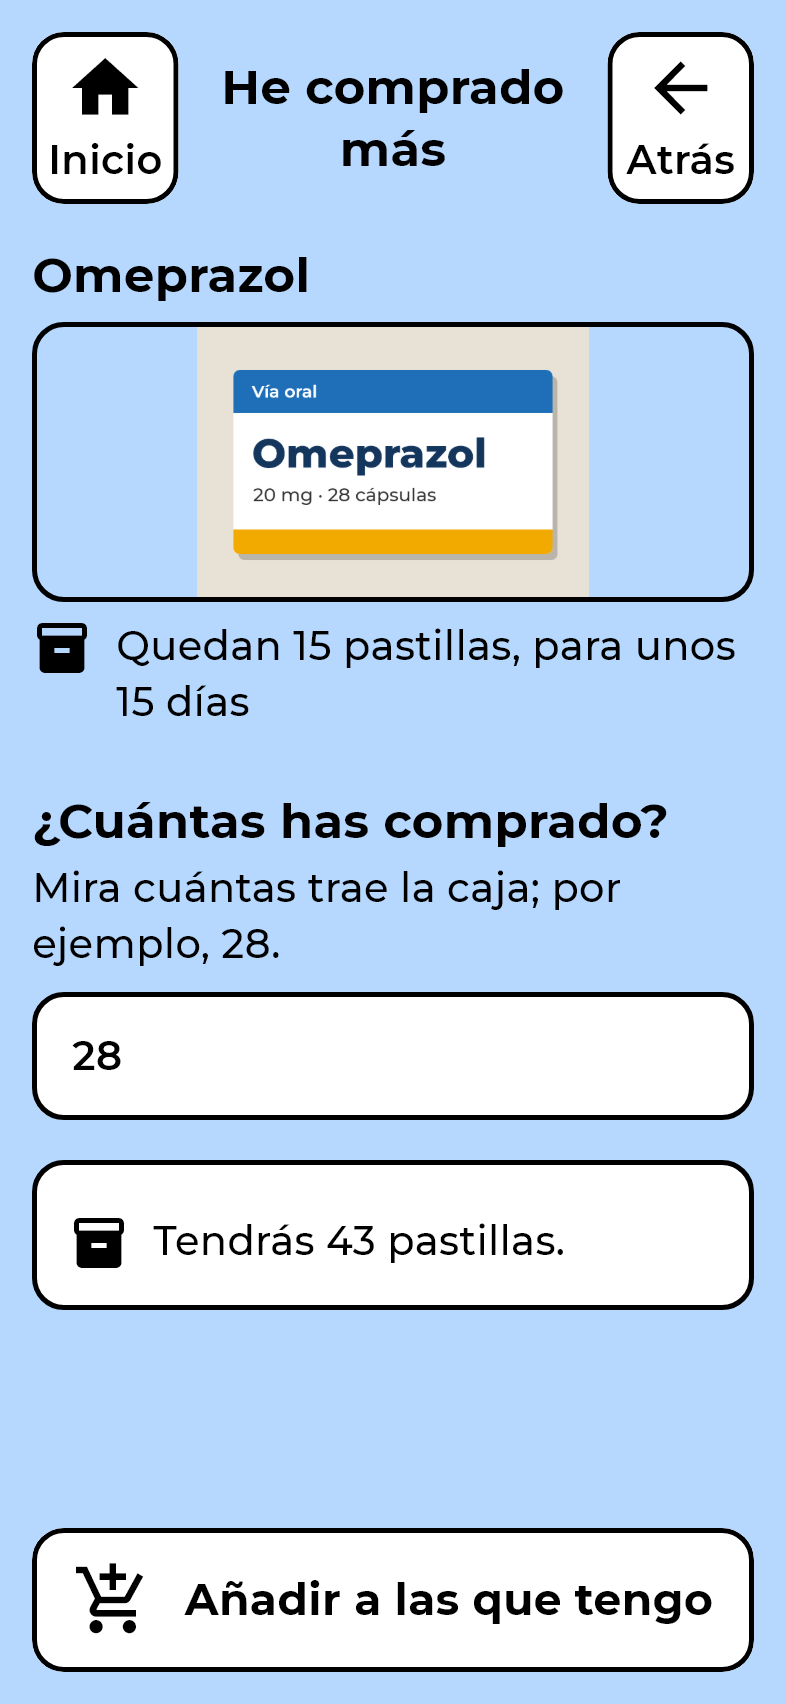 Inicio
He comprado
más
Atrás
Omeprazol
Vía oral
Omeprazol
20 mg · 28 cápsulas
Quedan 15 pastillas, para unos
15 días
¿Cuántas has comprado?
Mira cuántas trae la caja; por
ejemplo, 28.
28
Tendrás 43 pastillas.
Añadir a las que tengo